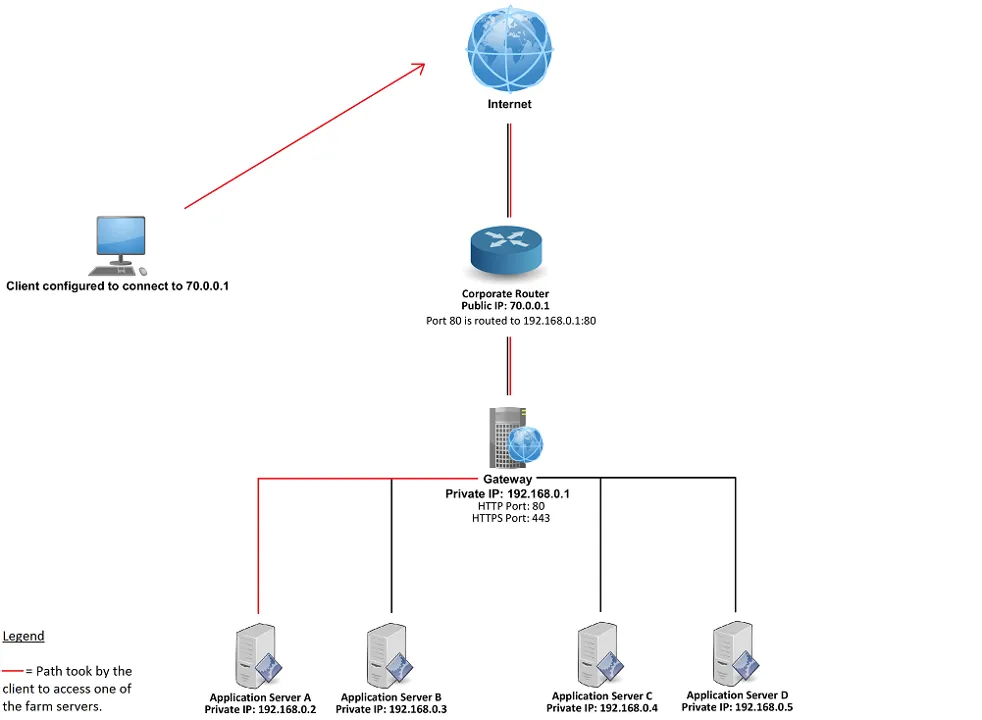 Internet
Client configured to connect to 70.0.0.1
Corporate Router
Public IP: 70.0.0.1
Port 80 is routed to 192.168.0.1:80
Gateway
Private IP: 192.168.0.1
HTTP Port: 80
HTTPS Port: 443
Legend
= Path took by the
client to access one of
the farm servers.
Application Server A
Private IP: 192.168.0.2
Application Server B
Private IP: 192.168.0.3
Application Server C
Private IP: 192.168.0.4
Application Server D
Private IP: 192.168.0.5